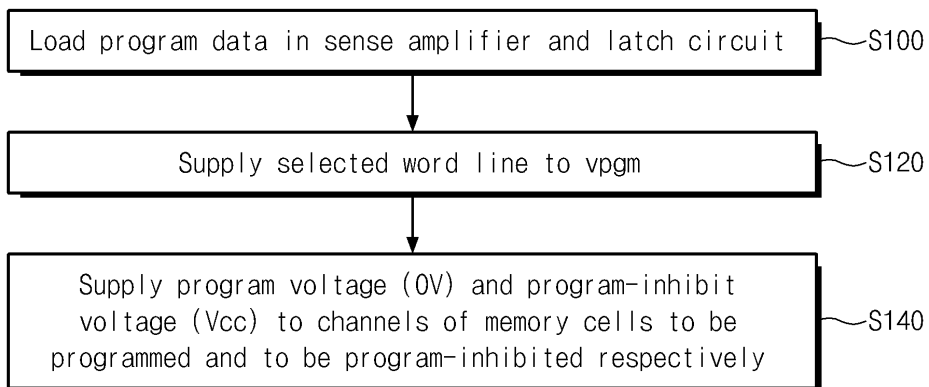 Load program data in sense amplifier and latch circuit
S100
Supply selected word line to vpgm
S120
Supply program voltage (0V) and program-inhibit
voltage (Vcc) to channels of memory cells to be
programmed and to be program-inhibited respectively
S140